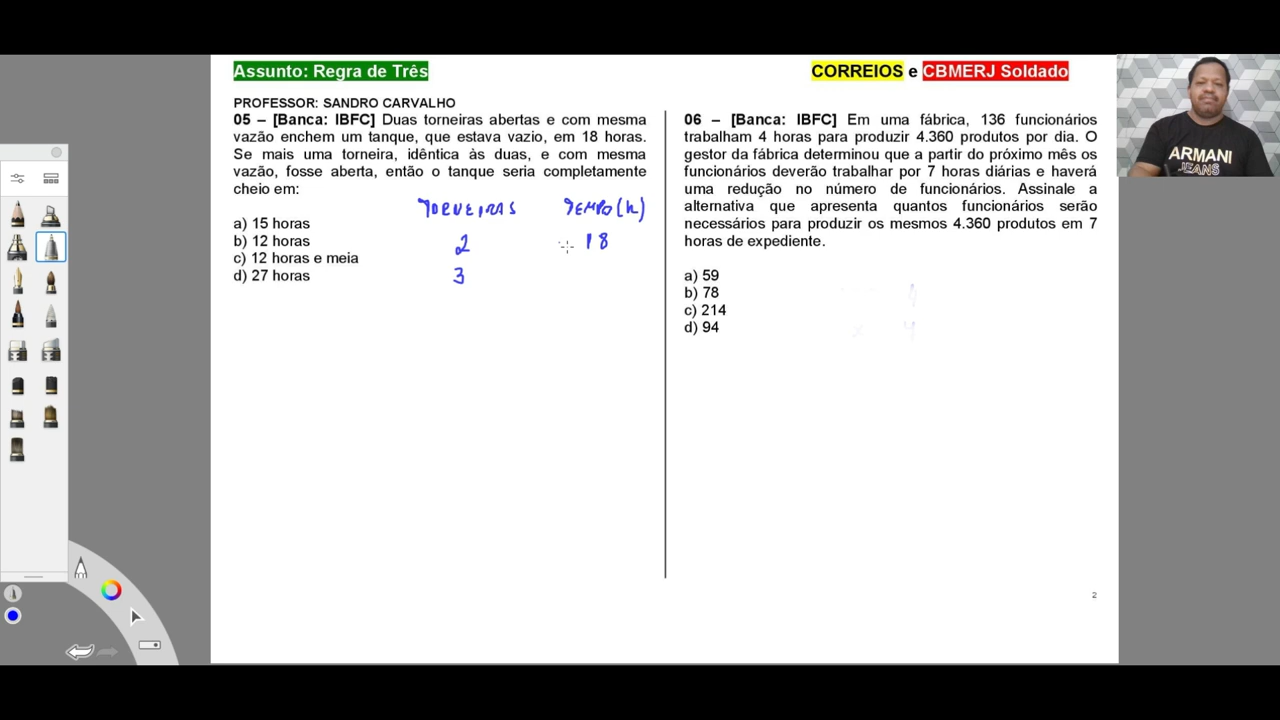 Assunto: Regra de Três
CORREIOS e CBMERJ Soldado
PROFESSOR: SANDRO CARVALHO
05 – [Banca: IBFC] Duas torneiras abertas e com mesma
vazão enchem um tanque, que estava vazio, em 18 horas.
Se mais uma torneira, idêntica às duas, e com mesma
vazão, fosse aberta, então o tanque seria completamente
cheio em:
a) 15 horas
b) 12 horas
c) 12 horas e meia
d) 27 horas
TORNEIRAS TEMPO(h)
2 18
3
06 – [Banca: IBFC] Em uma fábrica, 136 funcionários
trabalham 4 horas para produzir 4.360 produtos por dia. O
gestor da fábrica determinou que a partir do próximo mês os
funcionários deverão trabalhar por 7 horas diárias e haverá
uma redução no número de funcionários. Assinale a
alternativa que apresenta quantos funcionários serão
necessários para produzir os mesmos 4.360 produtos em 7
horas de expediente.
a) 59
b) 78
c) 214
d) 94
2
ARMANI
JEANS